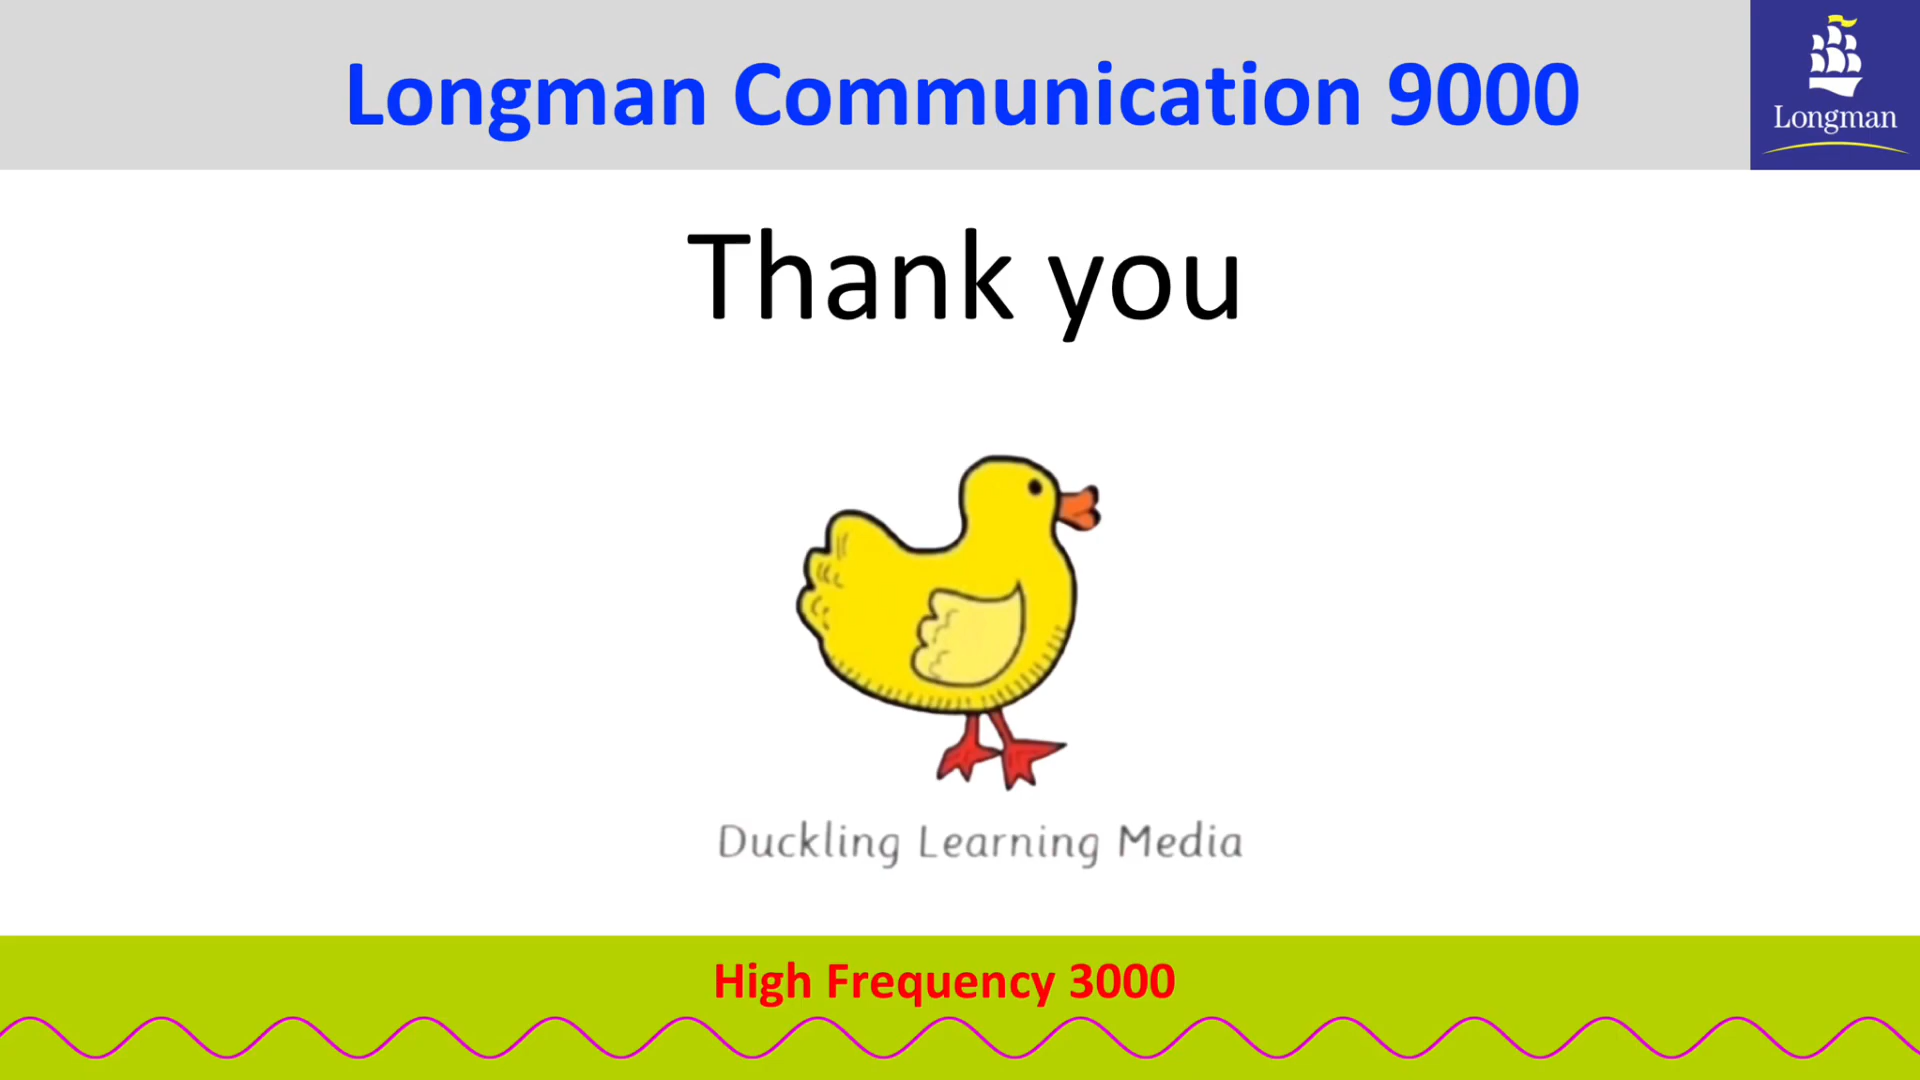 Longman Communication 9000
Longman
Thank you
Duckling Learning Media
High Frequency 3000